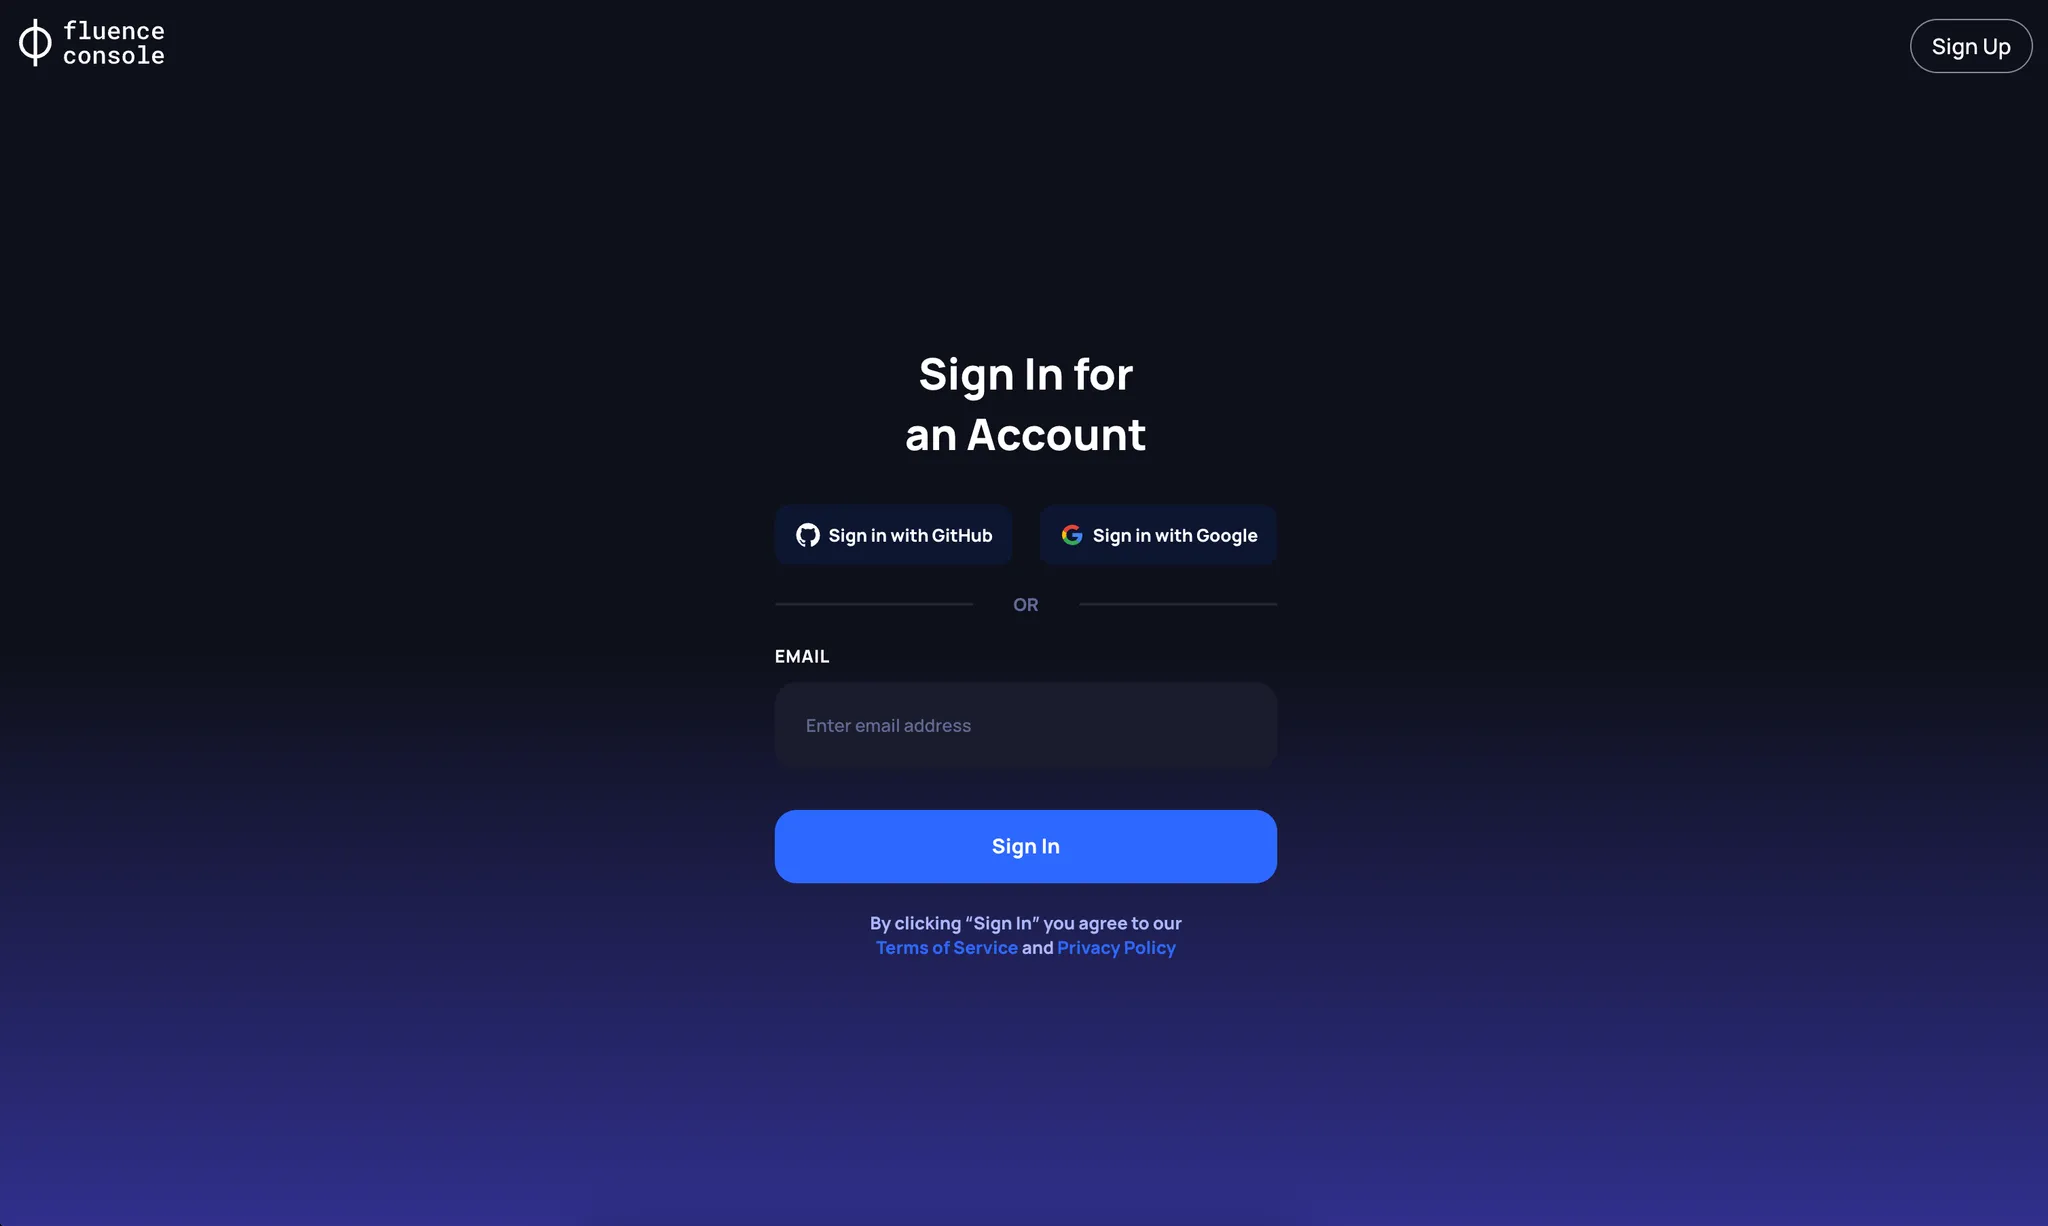 fluence
console
Sign Up
Sign In for
an Account
Sign in with GitHub
Sign in with Google
OR
EMAIL
Enter email address
Sign In
By clicking “Sign In” you agree to our
Terms of Service and Privacy Policy